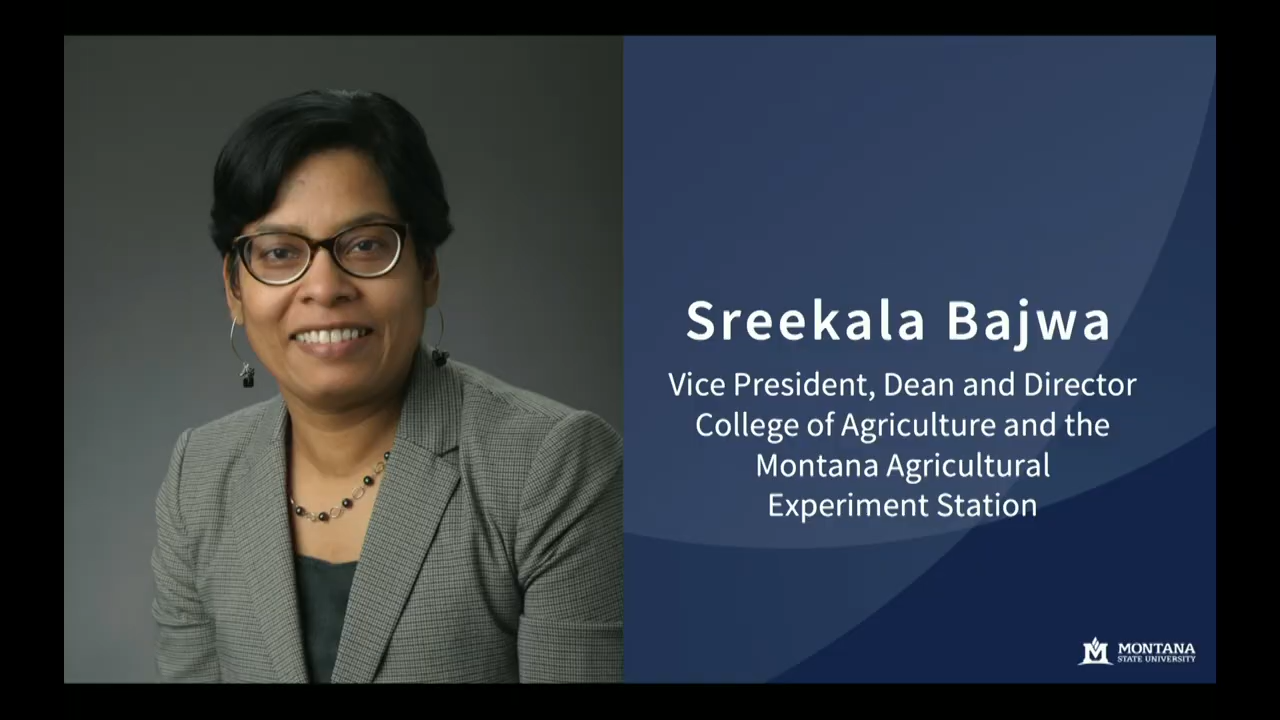 Sreekala Bajwa
Vice President, Dean and Director
College of Agriculture and the
Montana Agricultural
Experiment Station
MONTANA
STATE UNIVERSITY